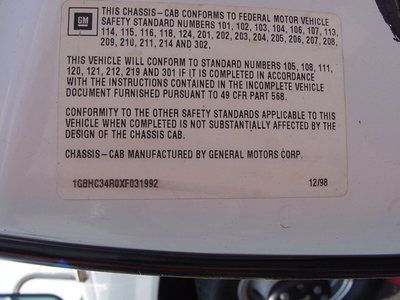 GM
THIS CHASSIS-CAB CONFORMS TO FEDERAL MOTOR VEHICLE
SAFETY STANDARD NUMBERS 101, 102, 103, 104, 106, 107, 113,
114, 115, 116, 118, 124, 201, 202, 203, 204, 205, 206, 207, 208,
209, 210, 211, 214 AND 302.
THIS VEHICLE WILL CONFORM TO STANDARD NUMBERS 105, 108, 111,
120, 121, 212, 219 AND 301 IF IT IS COMPLETED IN ACCORDANCE
WITH THE INSTRUCTIONS CONTAINED IN THE INCOMPLETE VEHICLE
DOCUMENT FURNISHED PURSUANT TO 49 CFR PART 568.
CONFORMITY TO THE OTHER SAFETY STANDARDS APPLICABLE TO THIS
VEHICLE WHEN COMPLETED IS NOT SUBSTANTIALLY AFFECTED BY THE
DESIGN OF THE CHASSIS CAB.
CHASSIS-CAB MANUFACTURED BY GENERAL MOTORS CORP.
1GBHC34R0XF031992 12/98